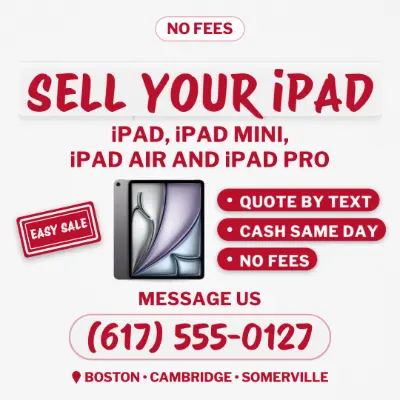 NO FEES
SELL YOUR iPAD
iPAD, iPAD MINI,
iPAD AIR AND iPAD PRO
EASY SALE
• QUOTE BY TEXT
• CASH SAME DAY
• NO FEES
MESSAGE US
(617) 555-0127
BOSTON • CAMBRIDGE • SOMERVILLE